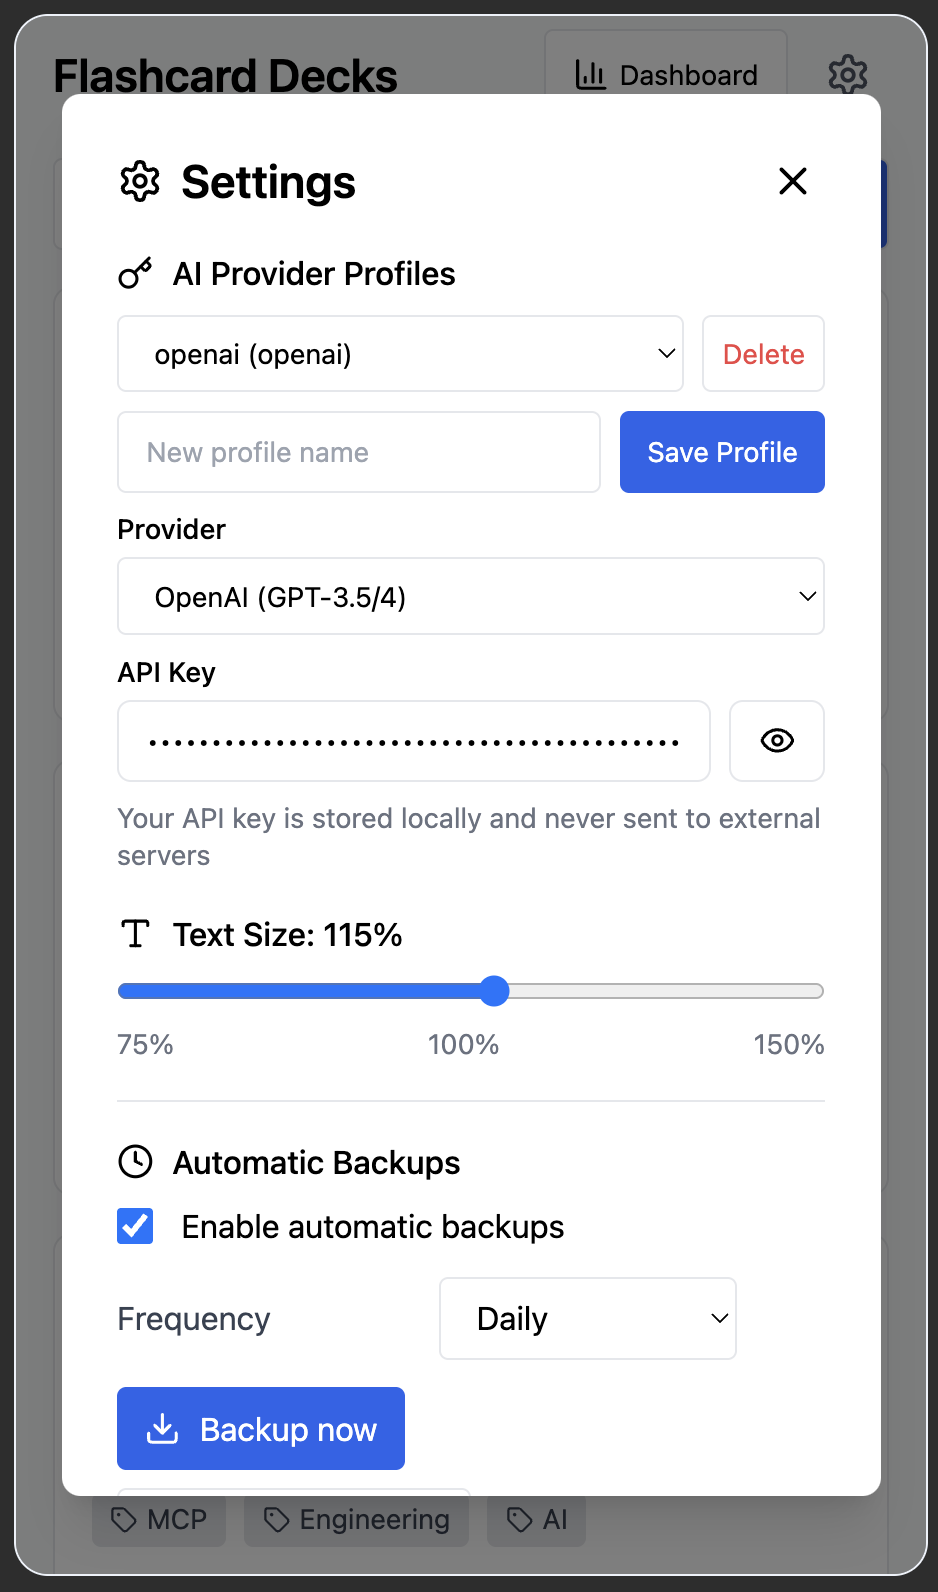 Flashcard Decks
Dashboard
Settings
AI Provider Profiles
openai (openai)
Delete
New profile name
Save Profile
Provider
OpenAI (GPT-3.5/4)
API Key
••••••••••••••••••••••••••••••••••••••••••
Your API key is stored locally and never sent to external
servers
Text Size: 115%
75% 100% 150%
Automatic Backups
Enable automatic backups
Frequency
Daily
Backup now
MCP
Engineering
AI